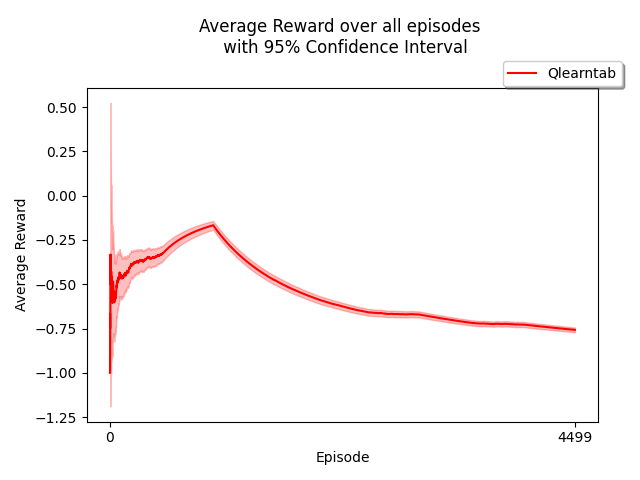 Average Reward over all episodes
with 95% Confidence Interval
Qlearntab
0.50
0.25
0.00
−0.25
−0.50
−0.75
−1.00
−1.25
Average Reward
0
4499
Episode